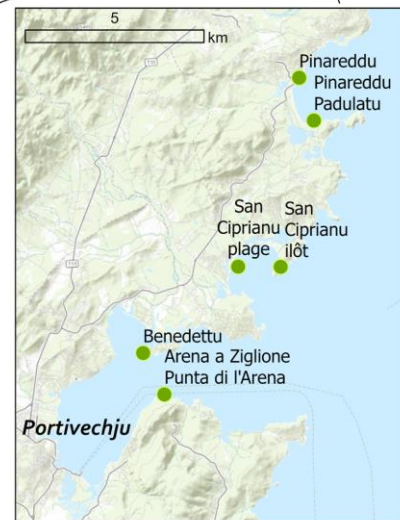 5
km
Pinareddu
Pinareddu
Padulatu
San
Ciprianu
plage
San
Ciprianu
ilôt
Benedettu
Arena a Ziglione
Punta di l'Arena
Portivechju